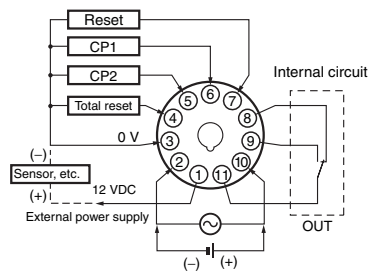 Reset
CP1
CP2
Total reset
Internal circuit
6
5
7
4
8
3
9
2
10
1
11
0 V
(−)
Sensor, etc.
(+)
12 VDC
External power supply
OUT
(−)
(+)